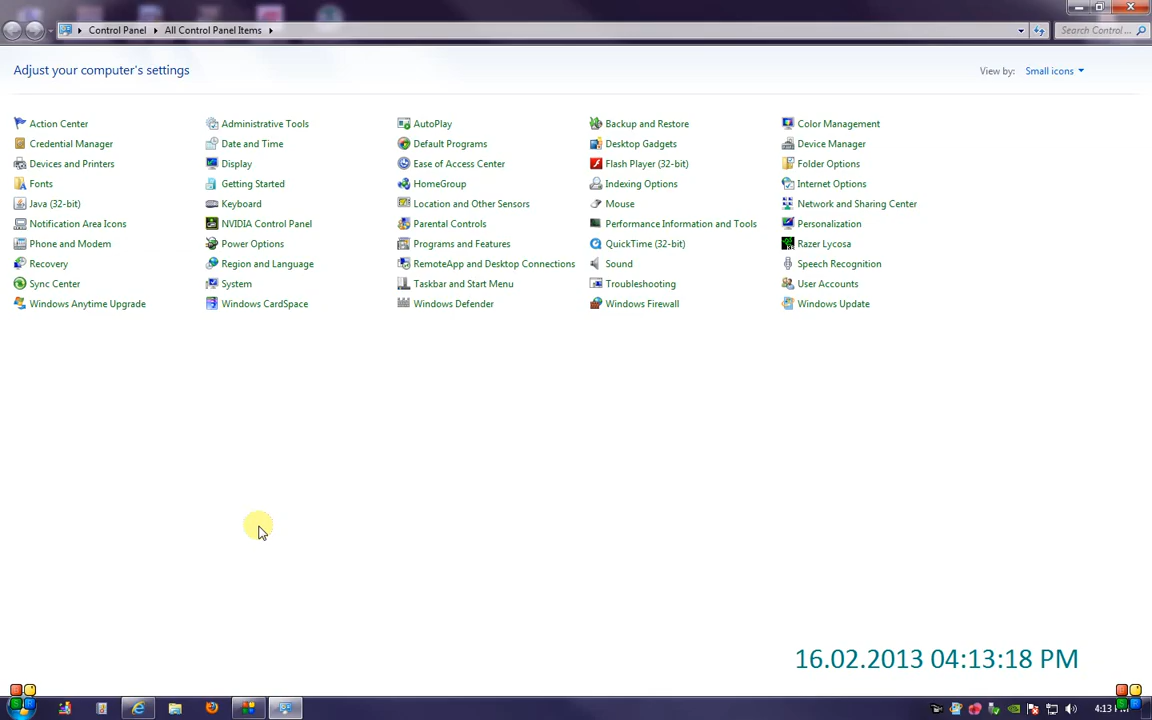 Control Panel All Control Panel Items Search Control ...
Adjust your computer's settings View by: Small icons
Action Center Administrative Tools AutoPlay Backup and Restore Color Management
Credential Manager Date and Time Default Programs Desktop Gadgets Device Manager
Devices and Printers Display Ease of Access Center Flash Player (32-bit) Folder Options
Fonts Getting Started HomeGroup Indexing Options Internet Options
Java (32-bit) Keyboard Location and Other Sensors Mouse Network and Sharing Center
Notification Area Icons NVIDIA Control Panel Parental Controls Performance Information and Tools Personalization
Phone and Modem Power Options Programs and Features QuickTime (32-bit) Razer Lycosa
Recovery Region and Language RemoteApp and Desktop Connections Sound Speech Recognition
Sync Center System Taskbar and Start Menu Troubleshooting User Accounts
Windows Anytime Upgrade Windows CardSpace Windows Defender Windows Firewall Windows Update
16.02.2013 04:13:18 PM
4:13